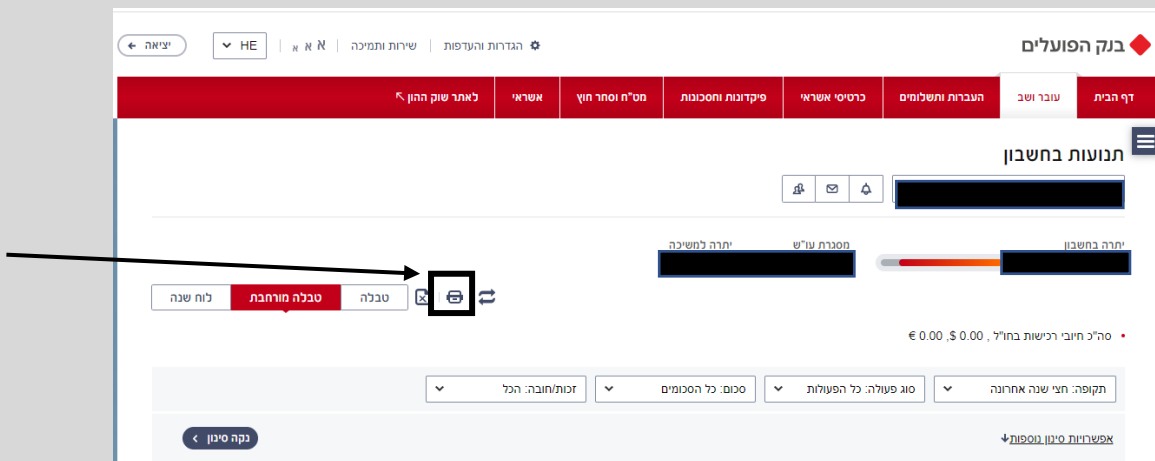 בנק הפועלים
הגדרות והעדפות | שירות ותמיכה | א א א HE יציאה
דף הבית עובר ושב העברות ותשלומים כרטיסי אשראי פיקדונות וחסכונות מט"ח וסחר חוץ אשראי לאתר שוק ההון
תנועות בחשבון
יתרה בחשבון מסגרת עו"ש יתרה למשיכה
טבלה טבלה מורחבת לוח שנה
סה"כ חיובי רכישות בחו"ל , 0.00 $, 0.00 €
תקופה: חצי שנה אחרונה סוג פעולה: כל הפעולות סכום: כל הסכומים זכות/חובה: הכל
אפשרויות סינון נוספות נקה סינון